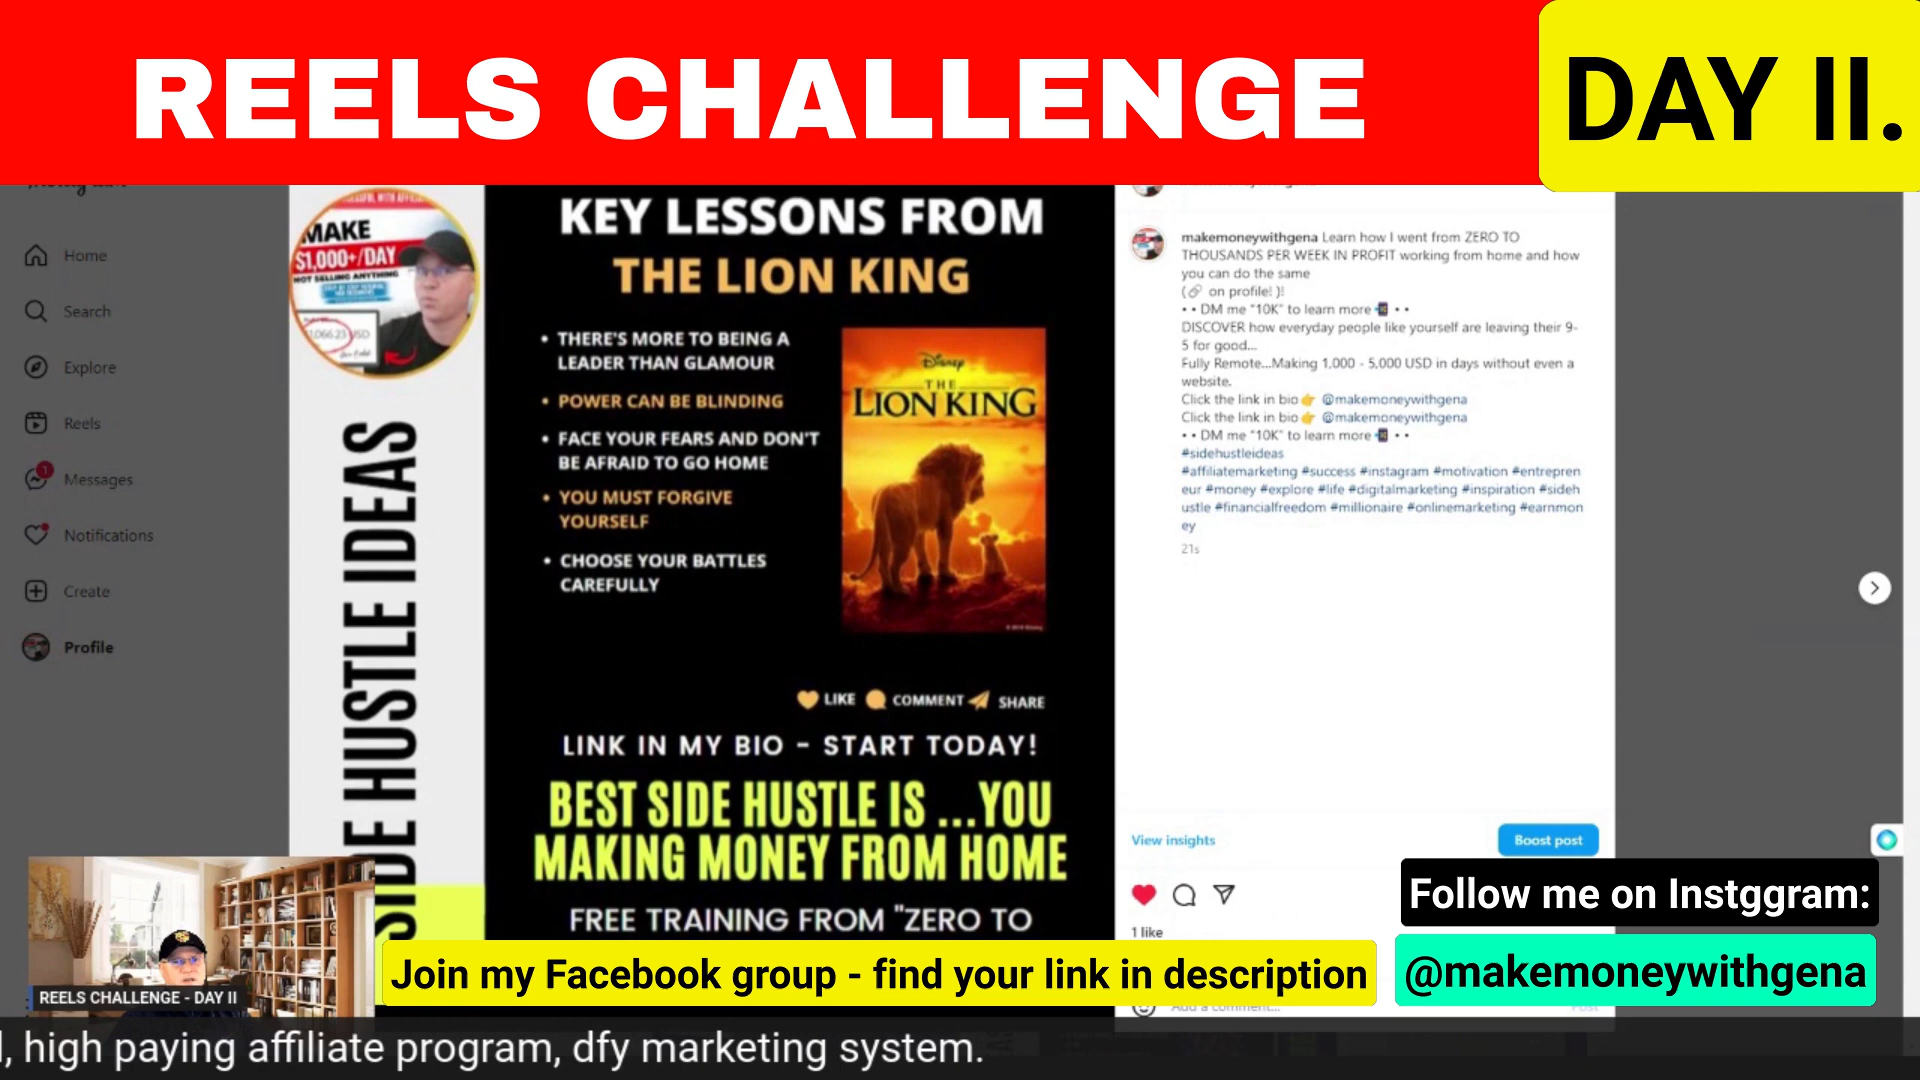 REELS CHALLENGE
DAY II.
Home
Search
Explore
Reels
Messages
1
Notifications
Create
Profile
MAKE
$1,000+/DAY
NOT SELLING ANYTHING
SIDE HUSTLE IDEAS
KEY LESSONS FROM
THE LION KING
• THERE'S MORE TO BEING A
LEADER THAN GLAMOUR
• POWER CAN BE BLINDING
• FACE YOUR FEARS AND DON'T
BE AFRAID TO GO HOME
• YOU MUST FORGIVE
YOURSELF
• CHOOSE YOUR BATTLES
CAREFULLY
Disney
THE
LION KING
LIKE COMMENT SHARE
LINK IN MY BIO - START TODAY!
BEST SIDE HUSTLE IS ...YOU
MAKING MONEY FROM HOME
FREE TRAINING FROM "ZERO TO
makemoneywithgena Learn how I went from ZERO TO
THOUSANDS PER WEEK IN PROFIT working from home and how
you can do the same
(🔗 on profile! )!
• • DM me "10K" to learn more 📲 • •
DISCOVER how everyday people like yourself are leaving their 9-
5 for good...
Fully Remote...Making 1,000 - 5,000 USD in days without even a
website.
Click the link in bio👉 @makemoneywithgena
Click the link in bio👉 @makemoneywithgena
• • DM me "10K" to learn more 📲 • •
#sidehustleideas
#affiliatemarketing #success #instagram #motivation #entrepren
eur #money #explore #life #digitalmarketing #inspiration #sideh
ustle #financialfreedom #millionaire #onlinemarketing #earnmon
ey
21s
View insights
Boost post
1 like
Add a comment...
Post
Follow me on Instggram:
@makemoneywithgena
Join my Facebook group - find your link in description
REELS CHALLENGE - DAY II
, high paying affiliate program, dfy marketing system.